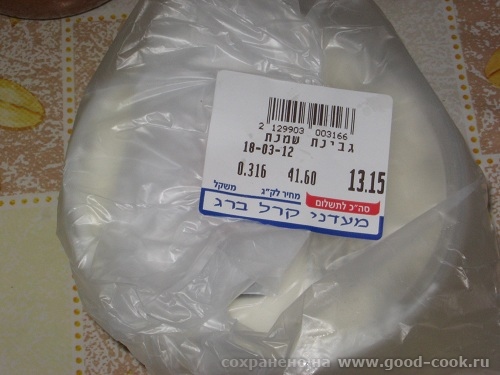 2 129903 003166
גבינת שמנת
18-03-12
0.316 41.60 13.15
משקל מחיר לק"ג סה"כ לתשלום
מעדני קרל ברג
сохранено на www.good-cook.ru